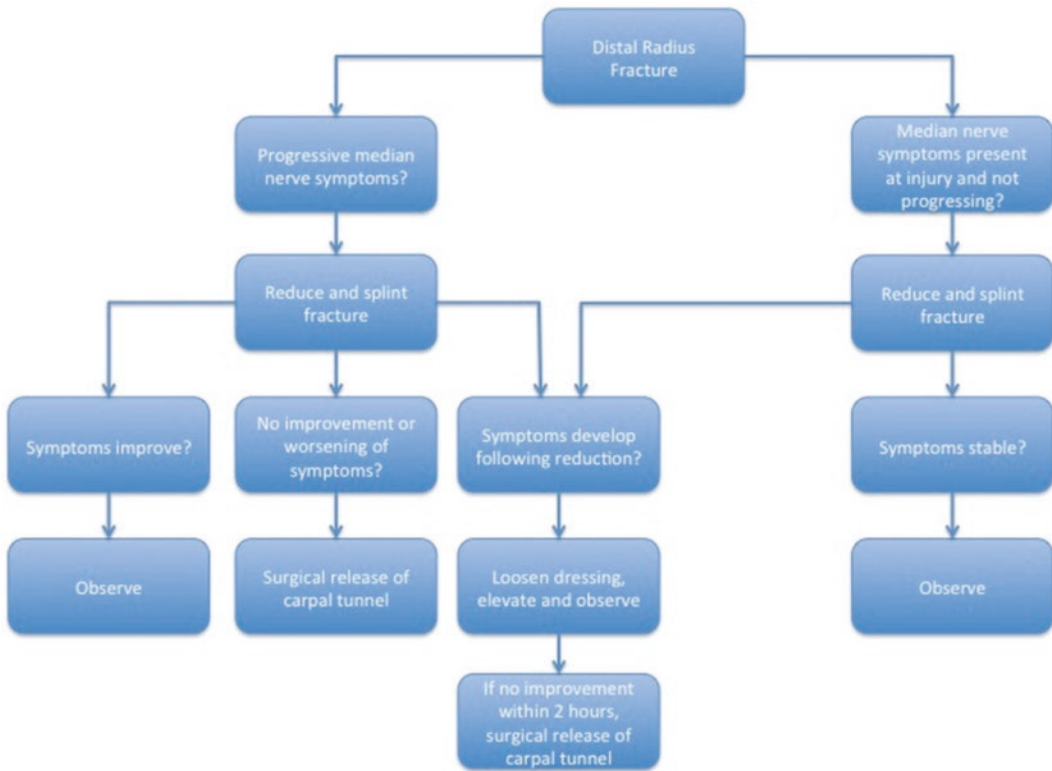 Distal Radius
Fracture
Progressive median
nerve symptoms?
Median nerve
symptoms present
at injury and not
progressing?
Reduce and splint
fracture
Reduce and splint
fracture
Symptoms improve?
No improvement or
worsening of
symptoms?
Symptoms develop
following reduction?
Symptoms stable?
Observe
Surgical release of
carpal tunnel
Loosen dressing,
elevate and observe
Observe
If no improvement
within 2 hours,
surgical release of
carpal tunnel